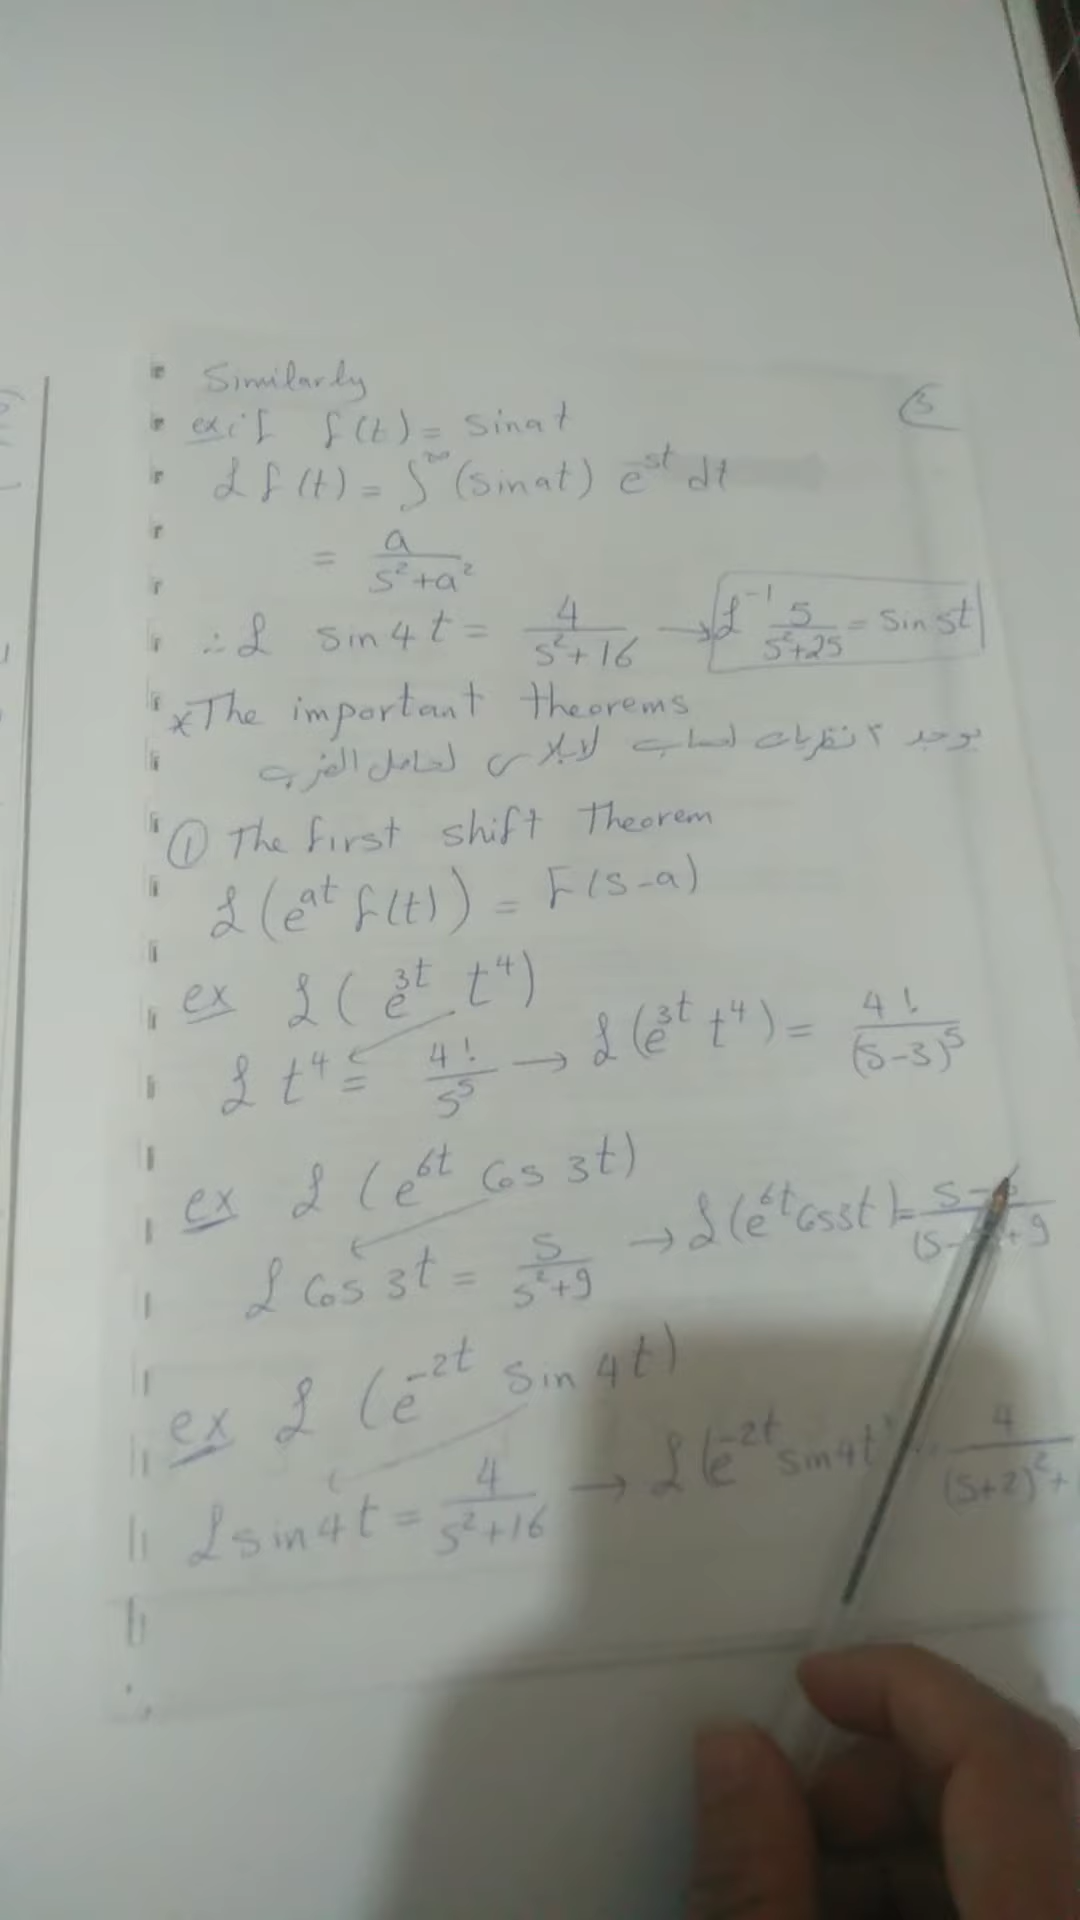 Similarly
5
ex: if f(t) = sin at
ℒ f(t) = ∫^∞ (sin at) e^-st dt
= a/(s²+a²)
∴ ℒ sin 4t = 4/(s²+16) → ℒ^-1 5/(s²+25) = sin 5t
*The important theorems
يوجد ٣ نظريات لحساب لابلاس لحاصل الضرب
① The first shift Theorem
ℒ(e^at f(t)) = F(s-a)
ex ℒ(e^3t t^4)
ℒ t^4 = 4!/s^5 → ℒ(e^3t t^4) = 4!/(s-3)^5
ex ℒ(e^6t cos 3t)
ℒ cos 3t = s/(s²+9) → ℒ(e^6t cos 3t) = s-/(s- +9
ex ℒ(e^-2t sin 4t)
ℒ sin 4t = 4/(s²+16) → ℒ(e^-2t sin 4t 4/(s+2)²+